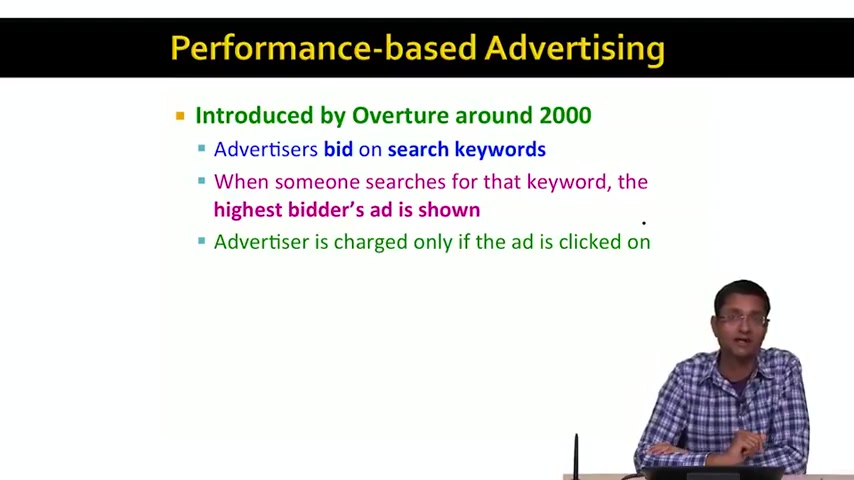 Performance-based Advertising
Introduced by Overture around 2000
Advertisers bid on search keywords
When someone searches for that keyword, the
highest bidder's ad is shown
Advertiser is charged only if the ad is clicked on